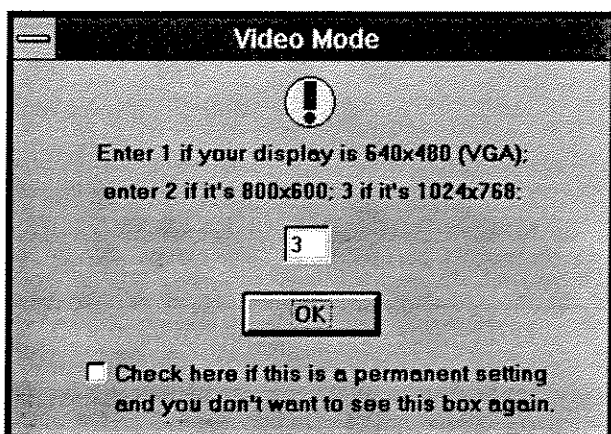 Video Mode
Enter 1 if your display is 640x480 (VGA);
enter 2 if it's 800x600; 3 if it's 1024x768:
3
OK
Check here if this is a permanent setting
and you don't want to see this box again.